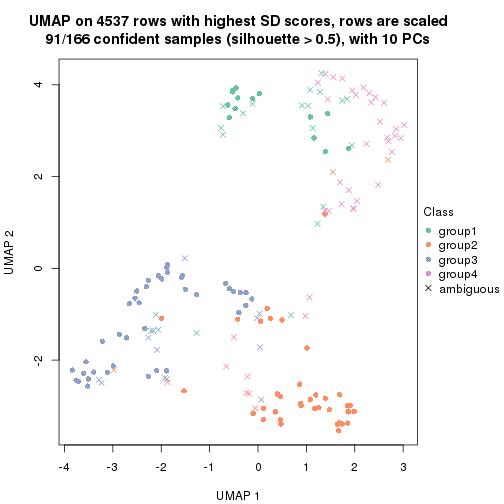 UMAP on 4537 rows with highest SD scores, rows are scaled
91/166 confident samples (silhouette > 0.5), with 10 PCs
4
2
0
-2
UMAP 2
-4
-3
-2
-1
0
1
2
3
UMAP 1
Class
group1
group2
group3
group4
ambiguous